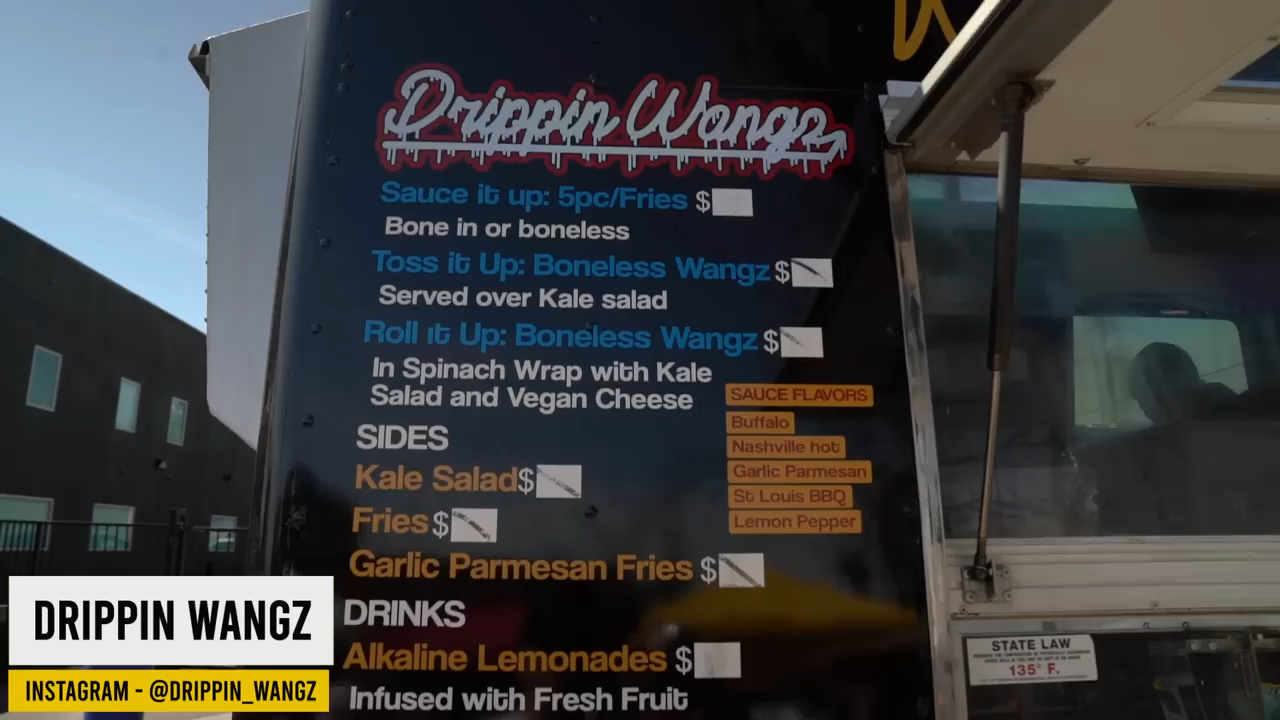 Drippin Wangz
Sauce it up: 5pc/Fries $
Bone in or boneless
Toss it Up: Boneless Wangz $
Served over Kale salad
Roll it Up: Boneless Wangz $
In Spinach Wrap with Kale
Salad and Vegan Cheese
SAUCE FLAVORS
Buffalo
Nashville hot
Garlic Parmesan
St Louis BBQ
Lemon Pepper
SIDES
Kale Salad $
Fries $
Garlic Parmesan Fries $
DRINKS
Alkaline Lemonades $
Infused with Fresh Fruit
STATE LAW
135° F.
DRIPPIN WANGZ
INSTAGRAM - @DRIPPIN_WANGZ